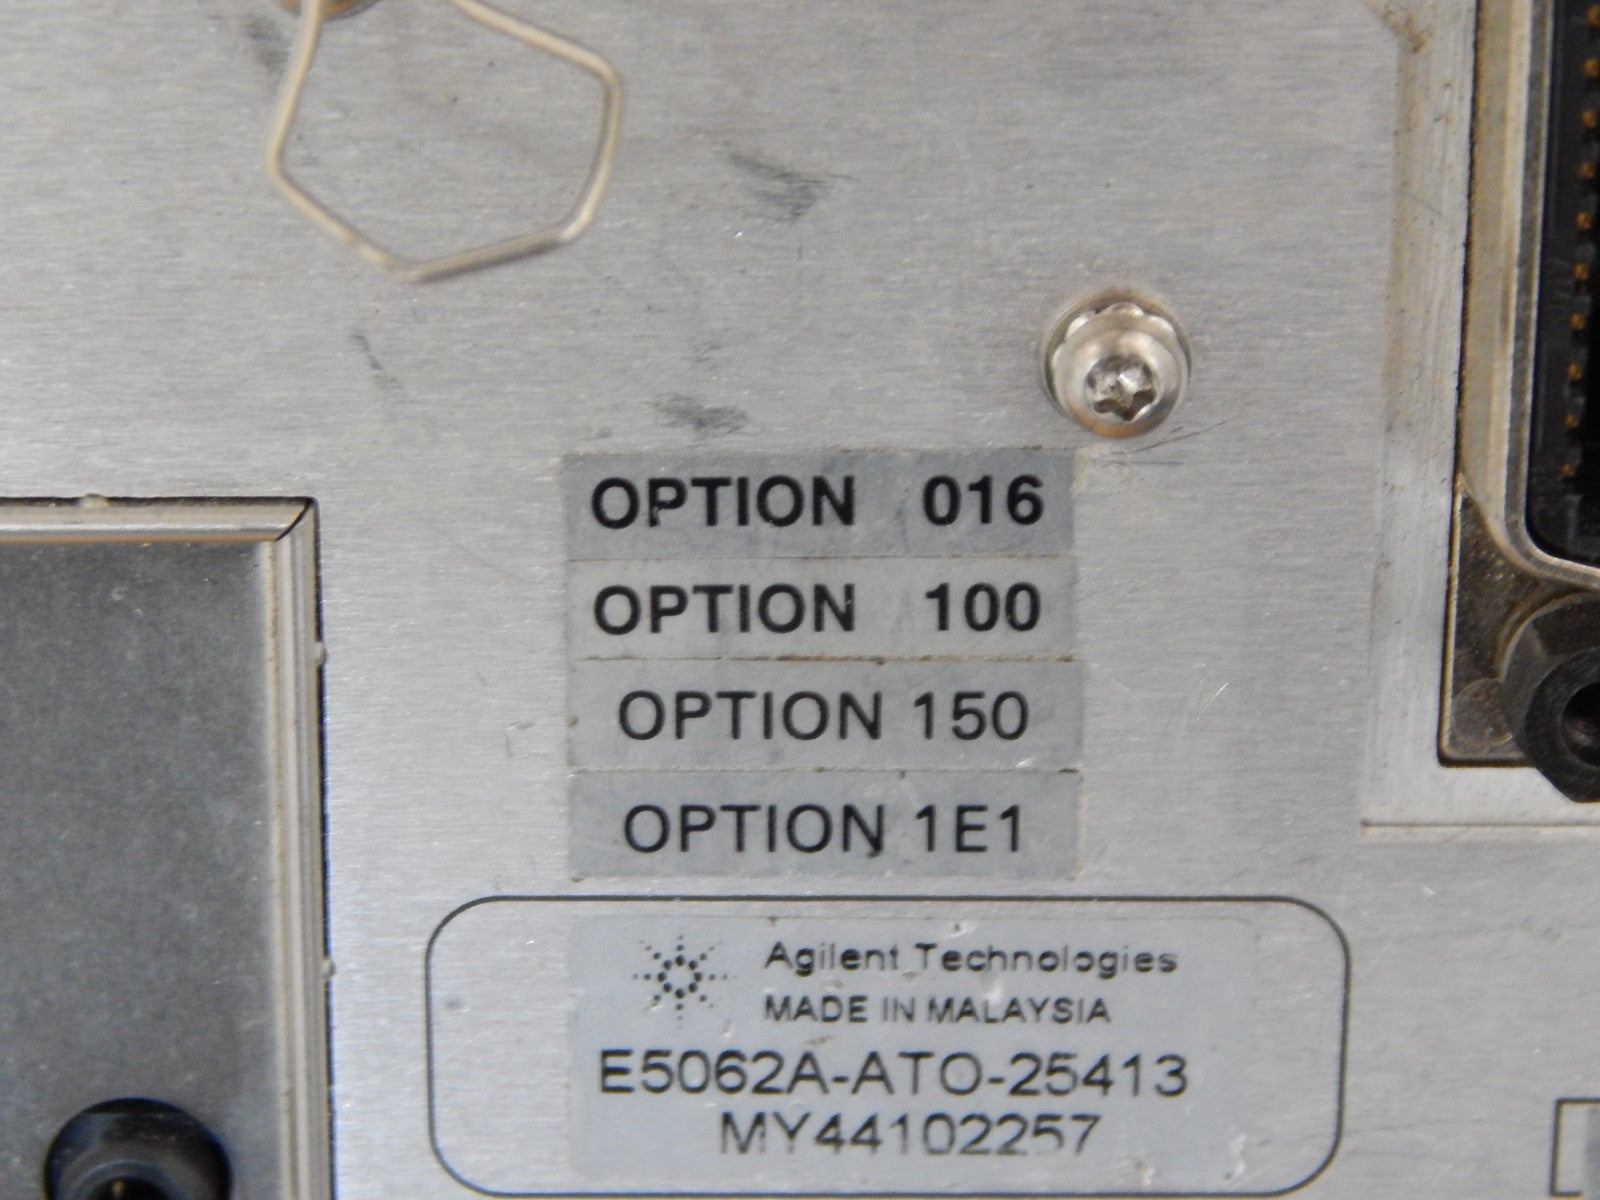 OPTION 016
OPTION 100
OPTION 150
OPTION 1E1
Agilent Technologies
MADE IN MALAYSIA
E5062A-ATO-25413
MY44102257